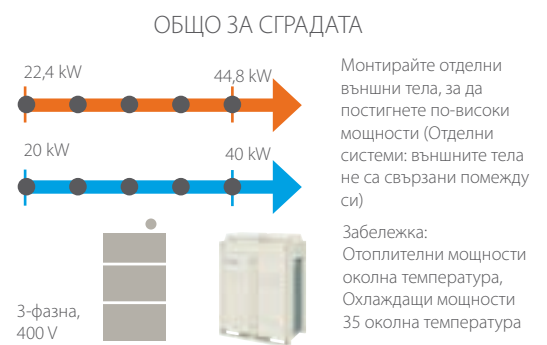 ОБЩО ЗА СГРАДАТА
22,4 kW
44,8 kW
20 kW
40 kW
3-фазна,
400 V
Монтирайте отделни
външни тела, за да
постигнете по-високи
мощности (Отделни
системи: външните тела
не са свързани помежду
си)
Забележка:
Отоплителни мощности
околна температура,
Охлаждащи мощности
35 околна температура